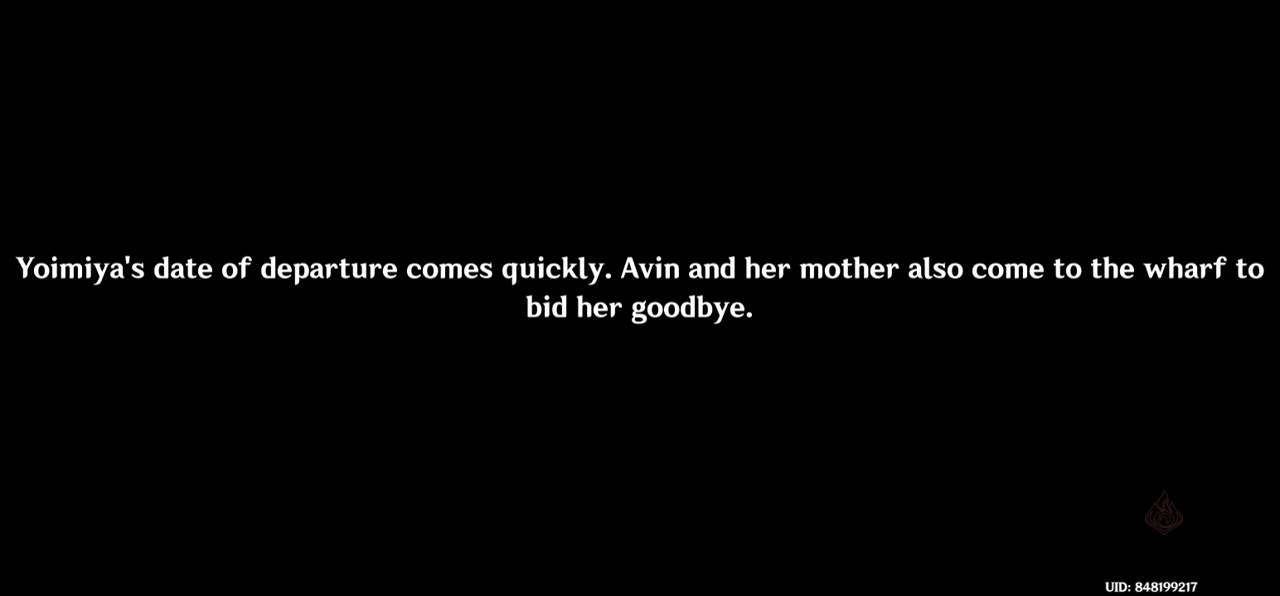 Yoimiya's date of departure comes quickly. Avin and her mother also come to the wharf to
bid her goodbye.
UID: 848199217